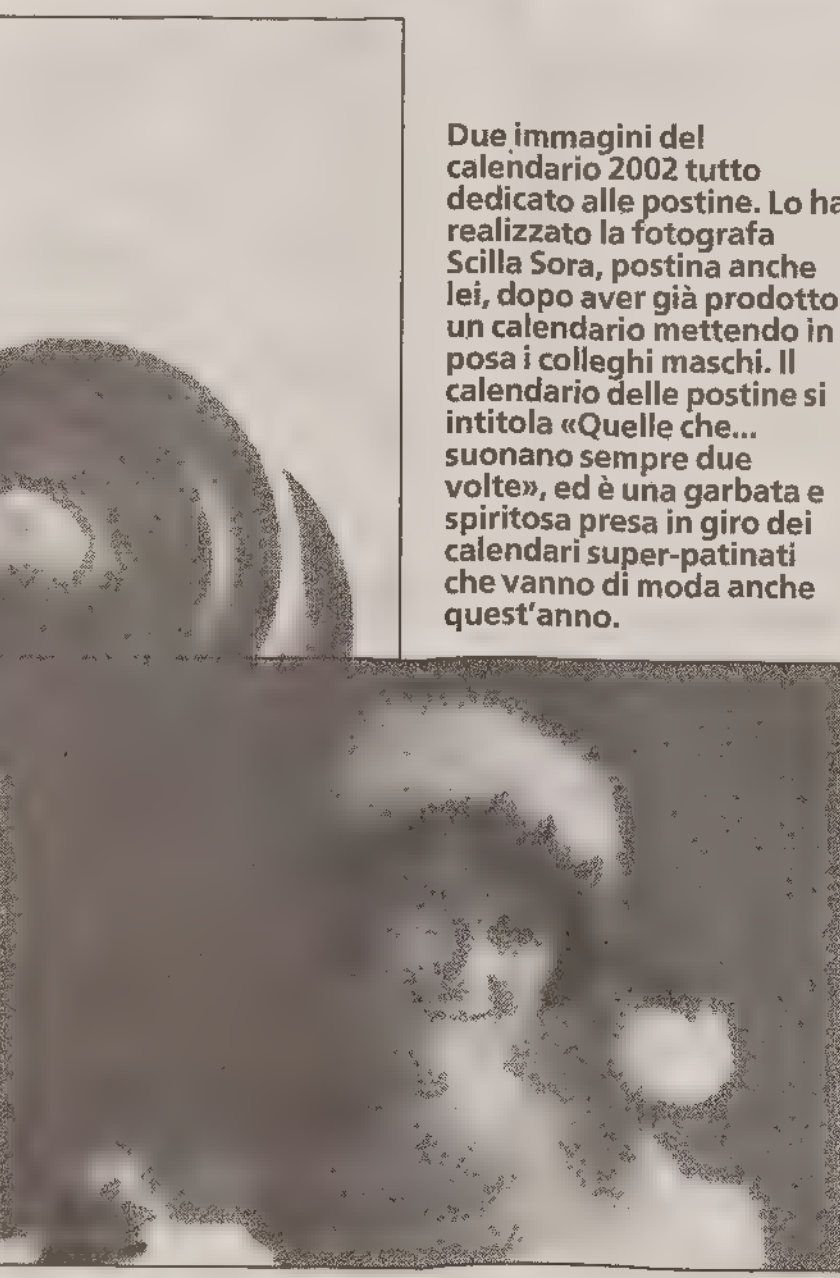 Due immagini del
calendario 2002 tutto
dedicato alle postine. Lo ha
realizzato la fotografa
Scilla Sora, postina anche
lei, dopo aver già prodotto
un calendario mettendo in
posa i colleghi maschi. Il
calendario delle postine si
intitola «Quelle che...
suonano sempre due
volte», ed è una garbata e
spiritosa presa in giro dei
calendari super-patinati
che vanno di moda anche
quest'anno.